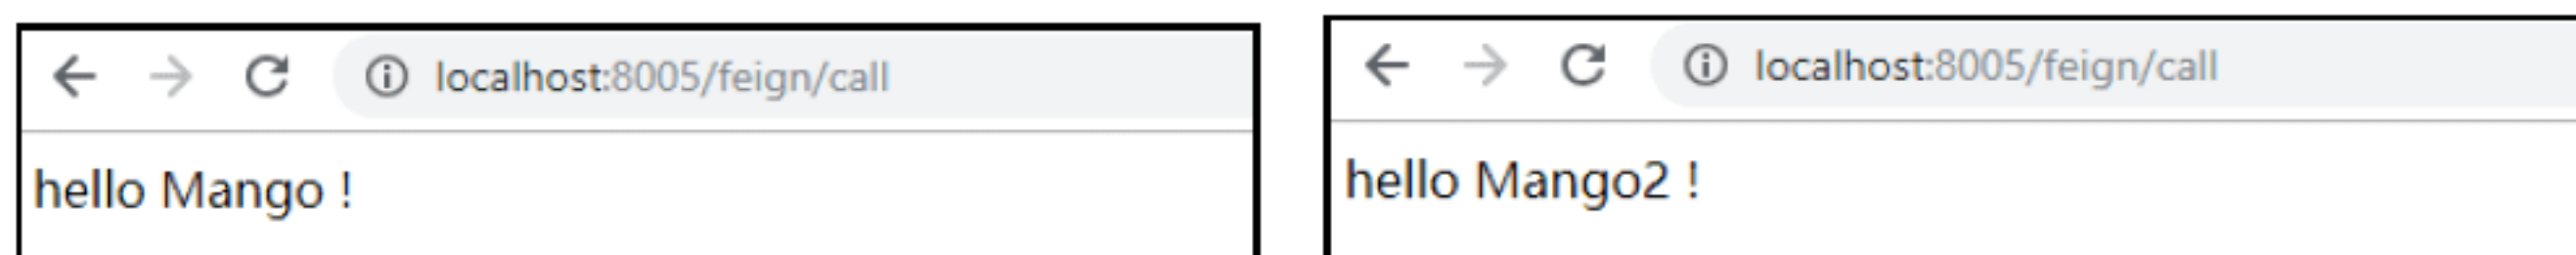 localhost:8005/feign/call
hello Mango !
localhost:8005/feign/call
hello Mango2 !